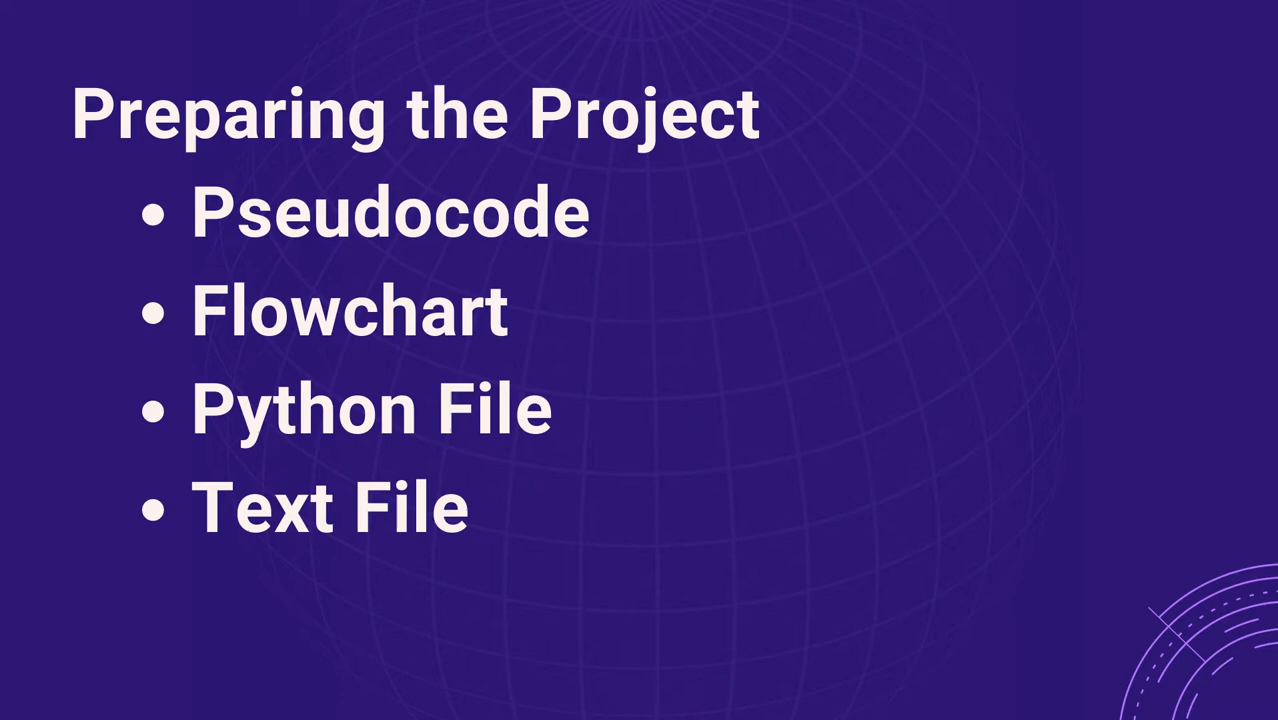 Preparing the Project
• Pseudocode
• Flowchart
• Python File
• Text File